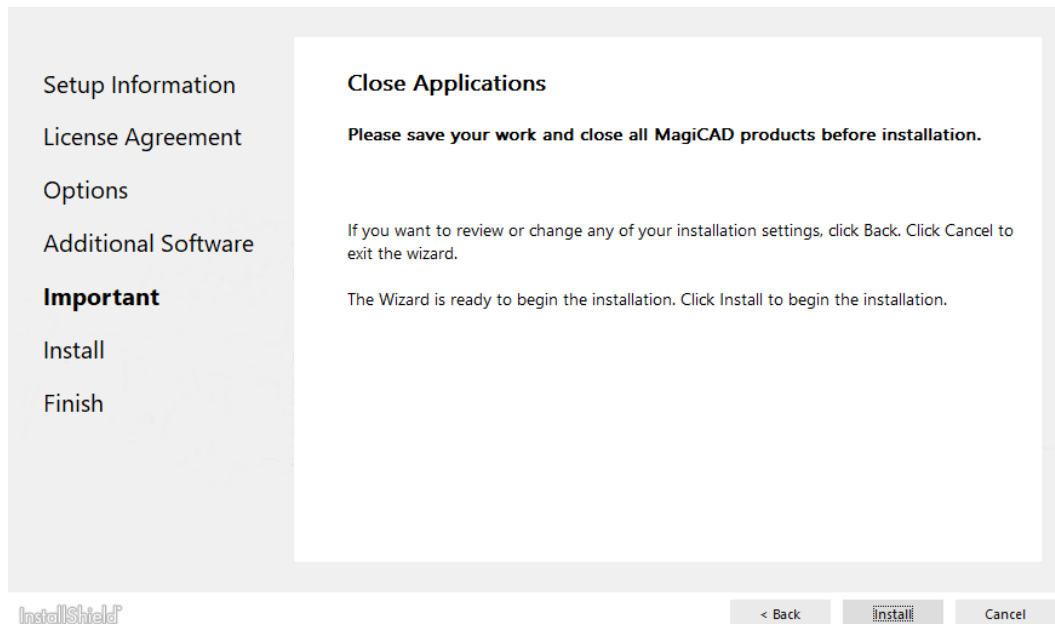 Setup Information
License Agreement
Options
Additional Software
Important
Install
Finish
Close Applications
Please save your work and close all MagiCAD products before installation.
If you want to review or change any of your installation settings, click Back. Click Cancel to
exit the wizard.
The Wizard is ready to begin the installation. Click Install to begin the installation.
InstallShield
< Back
Install
Cancel